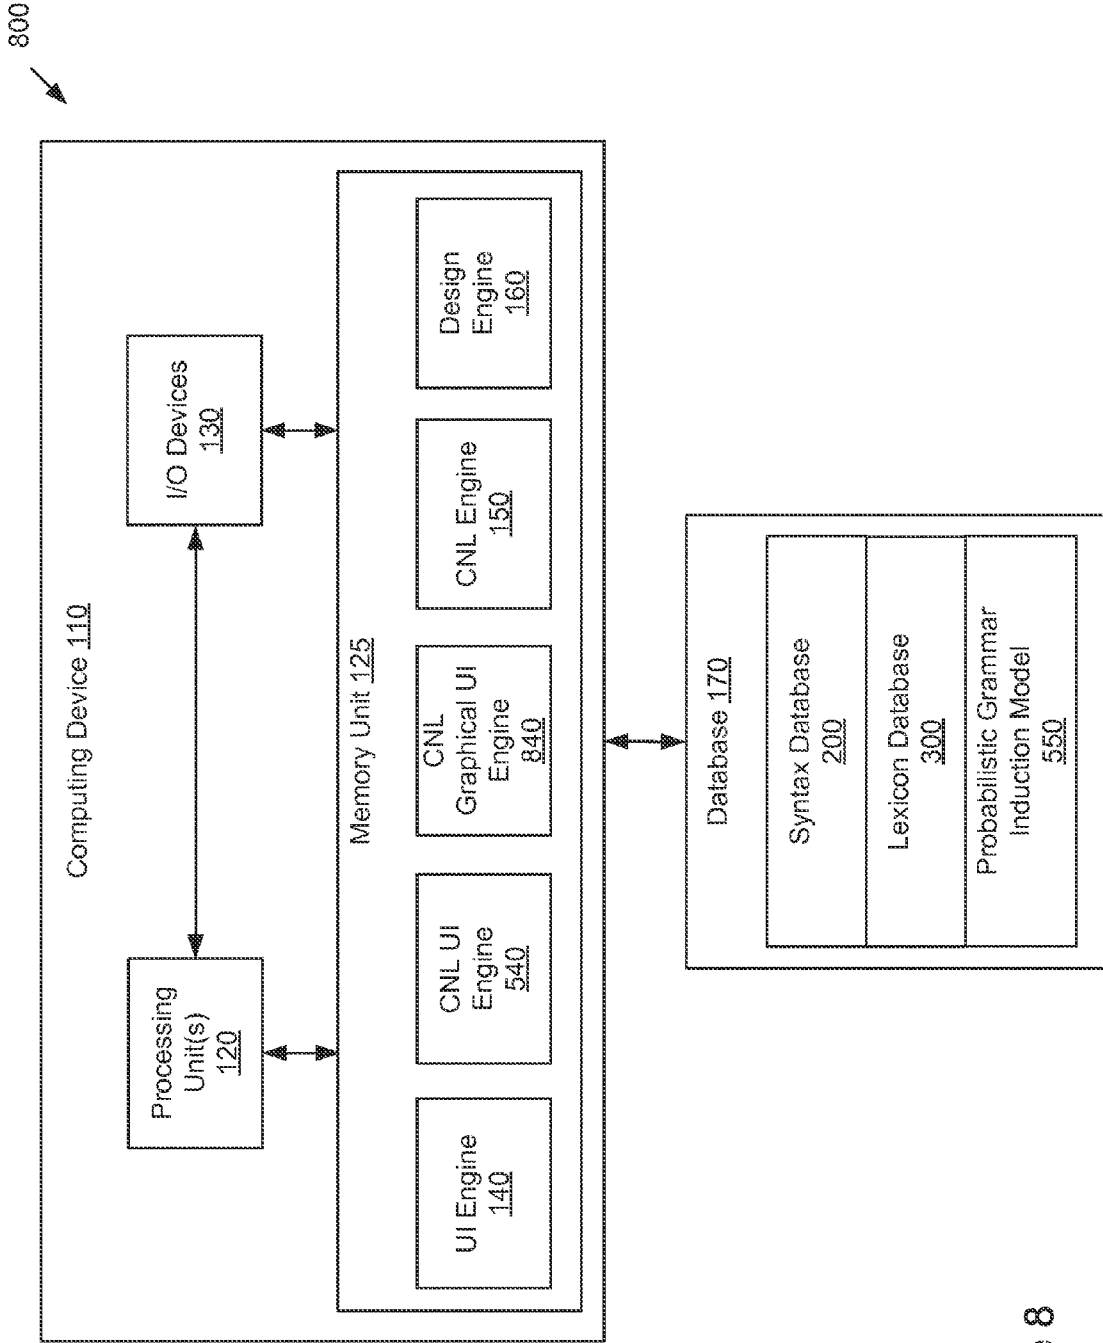 800
Computing Device 110
Processing
Unit(s)
120
I/O Devices
130
Memory Unit 125
UI Engine
140
CNL UI
Engine
540
CNL
Graphical UI
Engine
840
CNL Engine
150
Design
Engine
160
Database 170
Syntax Database
200
Lexicon Database
300
Probabilistic Grammar
Induction Model
550
8